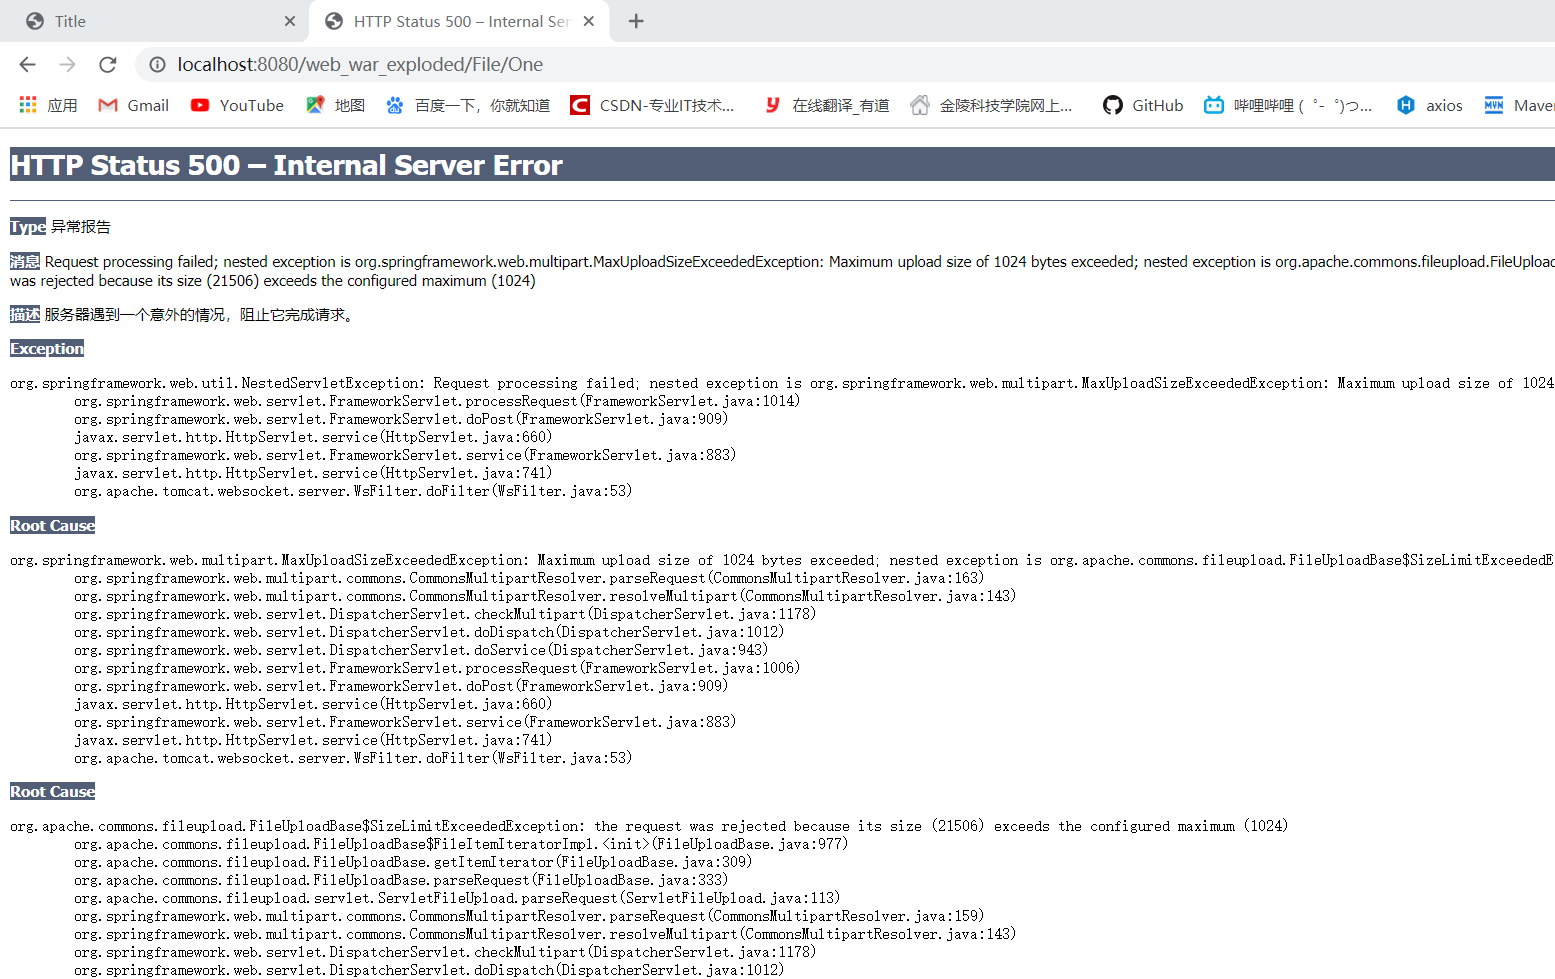 Title
HTTP Status 500 – Internal Ser
localhost:8080/web_war_exploded/File/One
应用 Gmail YouTube 地图 百度一下，你就知道 CSDN-专业IT技术... 在线翻译_有道 金陵科技学院网上... GitHub 哔哩哔哩 (゜-゜)つ... axios Maven
HTTP Status 500 – Internal Server Error
Type 异常报告
消息 Request processing failed; nested exception is org.springframework.web.multipart.MaxUploadSizeExceededException: Maximum upload size of 1024 bytes exceeded; nested exception is org.apache.commons.fileupload.FileUpload
was rejected because its size (21506) exceeds the configured maximum (1024)
描述 服务器遇到一个意外的情况，阻止它完成请求。
Exception
org.springframework.web.util.NestedServletException: Request processing failed; nested exception is org.springframework.web.multipart.MaxUploadSizeExceededException: Maximum upload size of 1024
org.springframework.web.servlet.FrameworkServlet.processRequest(FrameworkServlet.java:1014)
org.springframework.web.servlet.FrameworkServlet.doPost(FrameworkServlet.java:909)
javax.servlet.http.HttpServlet.service(HttpServlet.java:660)
org.springframework.web.servlet.FrameworkServlet.service(FrameworkServlet.java:883)
javax.servlet.http.HttpServlet.service(HttpServlet.java:741)
org.apache.tomcat.websocket.server.WsFilter.doFilter(WsFilter.java:53)
Root Cause
org.springframework.web.multipart.MaxUploadSizeExceededException: Maximum upload size of 1024 bytes exceeded; nested exception is org.apache.commons.fileupload.FileUploadBase$SizeLimitExceededE
org.springframework.web.multipart.commons.CommonsMultipartResolver.parseRequest(CommonsMultipartResolver.java:163)
org.springframework.web.multipart.commons.CommonsMultipartResolver.resolveMultipart(CommonsMultipartResolver.java:143)
org.springframework.web.servlet.DispatcherServlet.checkMultipart(DispatcherServlet.java:1178)
org.springframework.web.servlet.DispatcherServlet.doDispatch(DispatcherServlet.java:1012)
org.springframework.web.servlet.DispatcherServlet.doService(DispatcherServlet.java:943)
org.springframework.web.servlet.FrameworkServlet.processRequest(FrameworkServlet.java:1006)
org.springframework.web.servlet.FrameworkServlet.doPost(FrameworkServlet.java:909)
javax.servlet.http.HttpServlet.service(HttpServlet.java:660)
org.springframework.web.servlet.FrameworkServlet.service(FrameworkServlet.java:883)
javax.servlet.http.HttpServlet.service(HttpServlet.java:741)
org.apache.tomcat.websocket.server.WsFilter.doFilter(WsFilter.java:53)
Root Cause
org.apache.commons.fileupload.FileUploadBase$SizeLimitExceededException: the request was rejected because its size (21506) exceeds the configured maximum (1024)
org.apache.commons.fileupload.FileUploadBase$FileItemIteratorImpl.<init>(FileUploadBase.java:977)
org.apache.commons.fileupload.FileUploadBase.getItemIterator(FileUploadBase.java:309)
org.apache.commons.fileupload.FileUploadBase.parseRequest(FileUploadBase.java:333)
org.apache.commons.fileupload.servlet.ServletFileUpload.parseRequest(ServletFileUpload.java:113)
org.springframework.web.multipart.commons.CommonsMultipartResolver.parseRequest(CommonsMultipartResolver.java:159)
org.springframework.web.multipart.commons.CommonsMultipartResolver.resolveMultipart(CommonsMultipartResolver.java:143)
org.springframework.web.servlet.DispatcherServlet.checkMultipart(DispatcherServlet.java:1178)
org.springframework.web.servlet.DispatcherServlet.doDispatch(DispatcherServlet.java:1012)